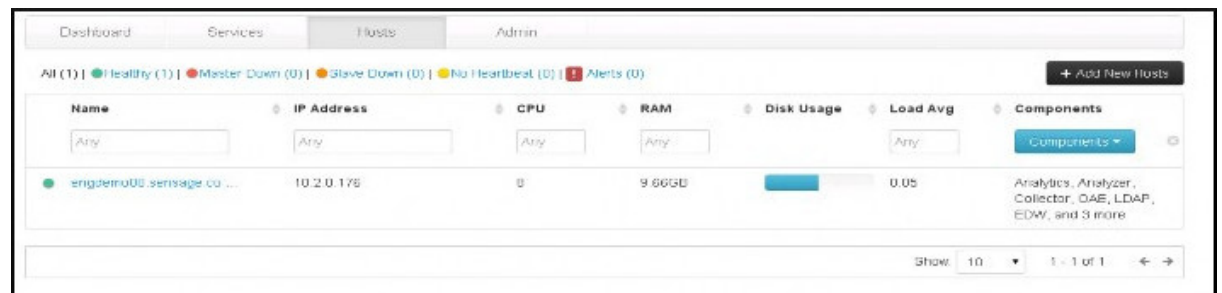 Dashboard Services Hosts Admin
All (1) | Healthy (1) | Master Down (0) | Slave Down (0) | No Heartbeat (0) | Alerts (0)
+ Add New Hosts
Name IP Address CPU RAM Disk Usage Load Avg Components
Any Any Any Any Any Components
10.2.0.176 9.66GB 0.05 Analytics, Analyzer,
Collector, OAE, LDAP,
EDW, and 3 more
Show: 10 1 - 1 of 1